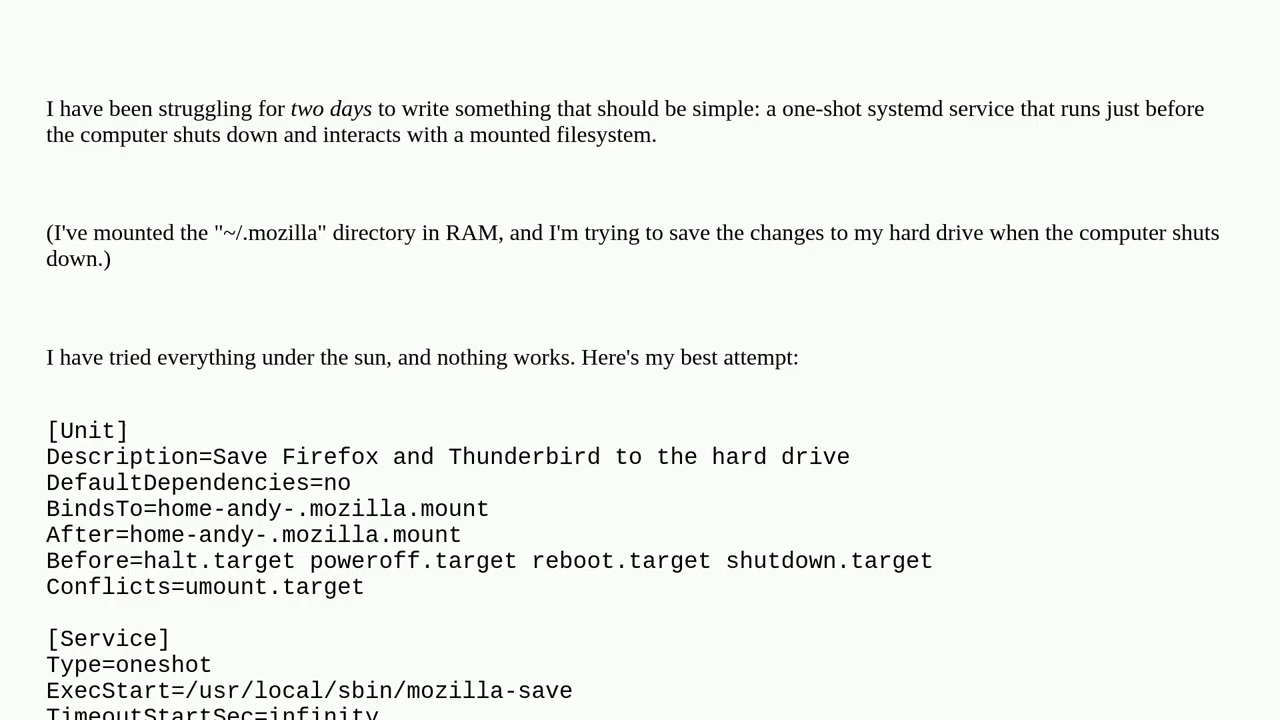 I have been struggling for two days to write something that should be simple: a one-shot systemd service that runs just before
the computer shuts down and interacts with a mounted filesystem.
(I've mounted the "~/.mozilla" directory in RAM, and I'm trying to save the changes to my hard drive when the computer shuts
down.)
I have tried everything under the sun, and nothing works. Here's my best attempt:
[Unit]
Description=Save Firefox and Thunderbird to the hard drive
DefaultDependencies=no
BindsTo=home-andy-.mozilla.mount
After=home-andy-.mozilla.mount
Before=halt.target poweroff.target reboot.target shutdown.target
Conflicts=umount.target
[Service]
Type=oneshot
ExecStart=/usr/local/sbin/mozilla-save
TimeoutStartSec=infinity